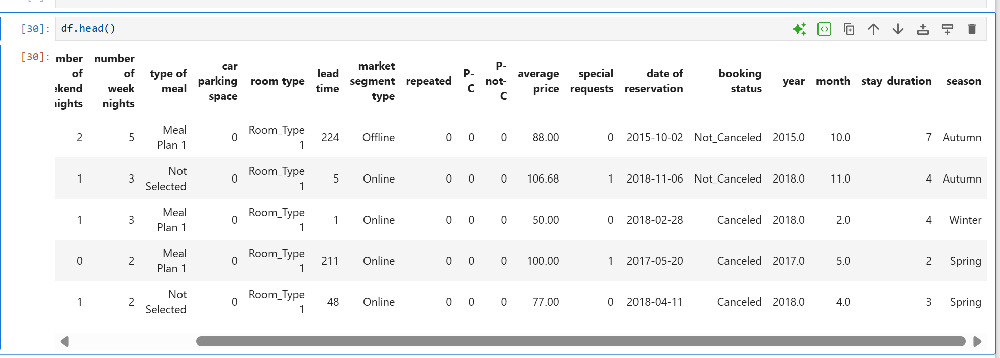 [30]: df.head()
[30]:
mber of ekend nights number of week nights type of meal car parking space room type lead time market segment type repeated P-C P-not-C average price special requests date of reservation booking status year month stay_duration season
2 5 Meal Plan 1 0 Room_Type 1 224 Offline 0 0 0 88.00 0 2015-10-02 Not_Canceled 2015.0 10.0 7 Autumn
1 3 Not Selected 0 Room_Type 1 5 Online 0 0 0 106.68 1 2018-11-06 Not_Canceled 2018.0 11.0 4 Autumn
1 3 Meal Plan 1 0 Room_Type 1 1 Online 0 0 0 50.00 0 2018-02-28 Canceled 2018.0 2.0 4 Winter
0 2 Meal Plan 1 0 Room_Type 1 211 Online 0 0 0 100.00 1 2017-05-20 Canceled 2017.0 5.0 2 Spring
1 2 Not Selected 0 Room_Type 1 48 Online 0 0 0 77.00 0 2018-04-11 Canceled 2018.0 4.0 3 Spring